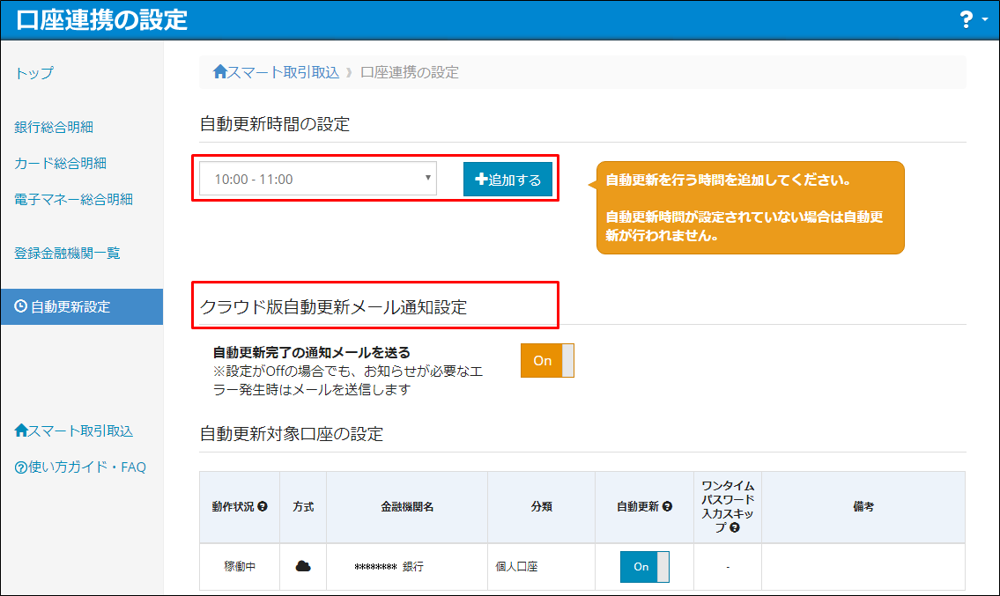 口座連携の設定
?
トップ
銀行総合明細
カード総合明細
電子マネー総合明細
登録金融機関一覧
自動更新設定
スマート取引取込
使い方ガイド・FAQ
スマート取引取込 》 口座連携の設定
自動更新時間の設定
10:00 - 11:00
追加する
自動更新を行う時間を追加してください。
自動更新時間が設定されていない場合は自動更
新が行われません。
クラウド版自動更新メール通知設定
自動更新完了の通知メールを送る
※設定がOffの場合でも、お知らせが必要なエ
ラー発生時はメールを送信します
On
自動更新対象口座の設定
動作状況 ?
方式
金融機関名
分類
自動更新 ?
ワンタイム
パスワード
入力スキッ
プ ?
備考
稼働中
******** 銀行
個人口座
On
-